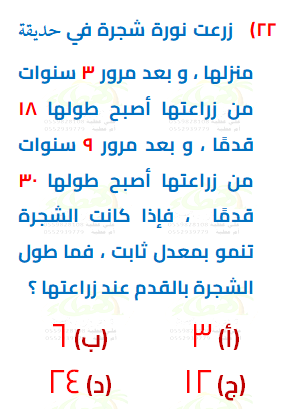 ٢٢) زرعت نورة شجرة في حديقة
منزلها ، و بعد مرور ٣ سنوات
من زراعتها أصبح طولها ١٨
قدمًا ، و بعد مرور ٩ سنوات
من زراعتها أصبح طولها ٣٠
قدمًا ، فإذا كانت الشجرة
تنمو بمعدل ثابت ، فما طول
الشجرة بالقدم عند زراعتها ؟
(أ) ٣ (ب) ٦
(ج) ١٢ (د) ٢٤